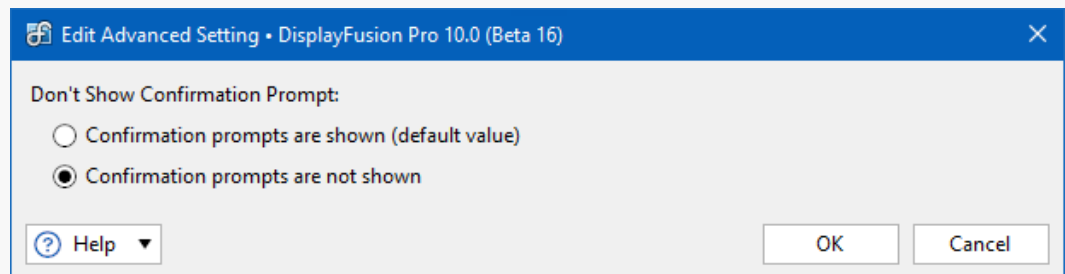 Edit Advanced Setting • DisplayFusion Pro 10.0 (Beta 16)
Don't Show Confirmation Prompt:
Confirmation prompts are shown (default value)
Confirmation prompts are not shown
? Help OK Cancel